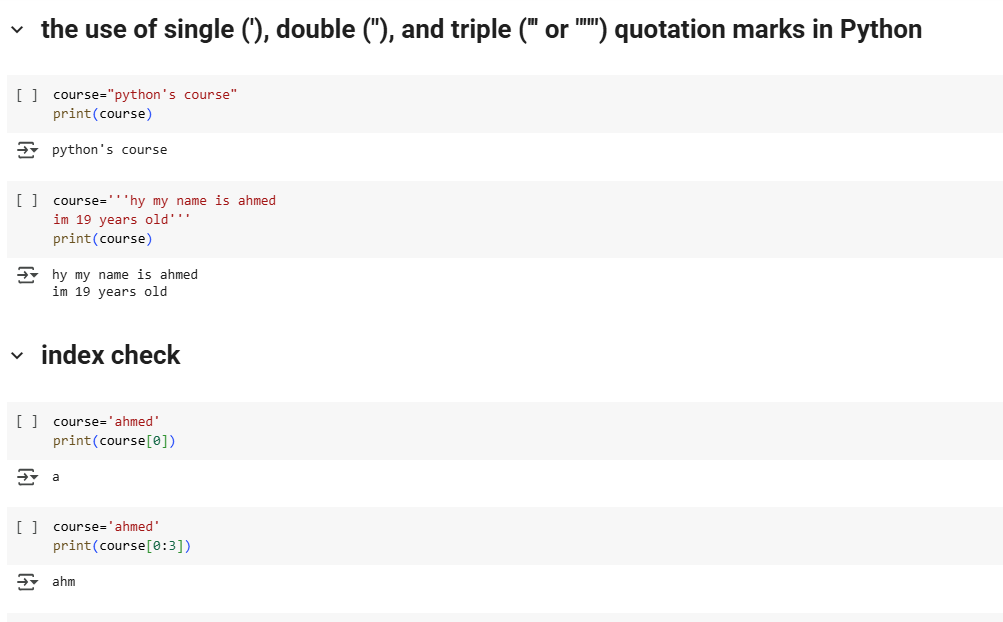 the use of single ('), double ("), and triple (''' or """) quotation marks in Python
[ ] course="python's course"
print(course)
python's course
[ ] course='''hy my name is ahmed
im 19 years old'''
print(course)
hy my name is ahmed
im 19 years old
index check
[ ] course='ahmed'
print(course[0])
a
[ ] course='ahmed'
print(course[0:3])
ahm